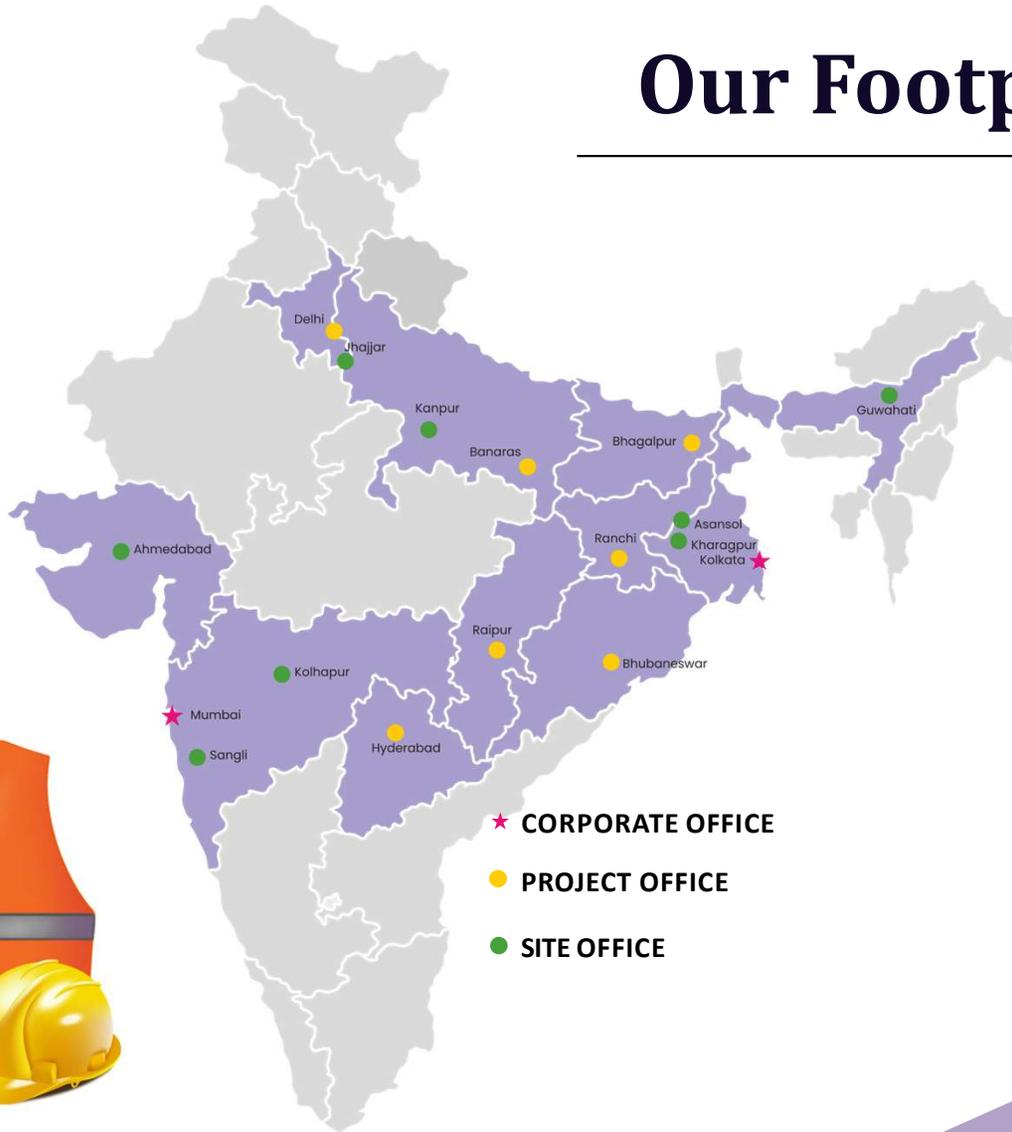 Our Footp
Delhi
Jhajjar
Kanpur
Guwahati
Bhagalpur
Banaras
Asansol
Ranchi
Kharagpur
Ahmedabad
Kolkata
Raipur
Bhubaneswar
Kolhapur
Mumbai
Hyderabad
Sangli
CORPORATE OFFICE
PROJECT OFFICE
SITE OFFICE